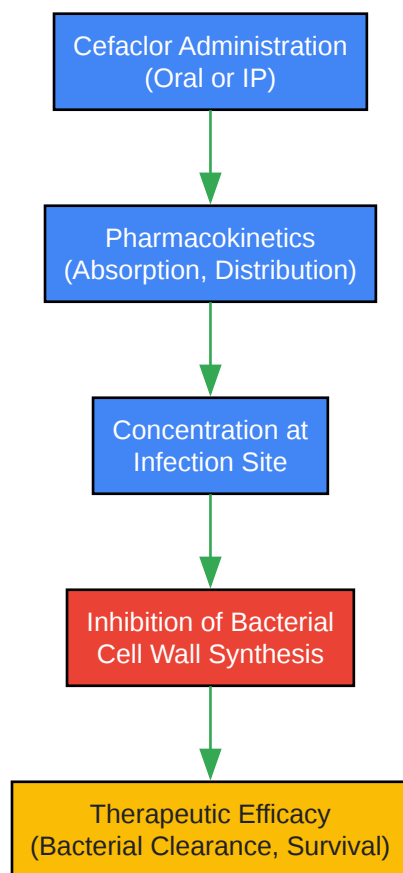 Cefaclor Administration
(Oral or IP)
Pharmacokinetics
(Absorption, Distribution)
Concentration at
Infection Site
Inhibition of Bacterial
Cell Wall Synthesis
Therapeutic Efficacy
(Bacterial Clearance, Survival)